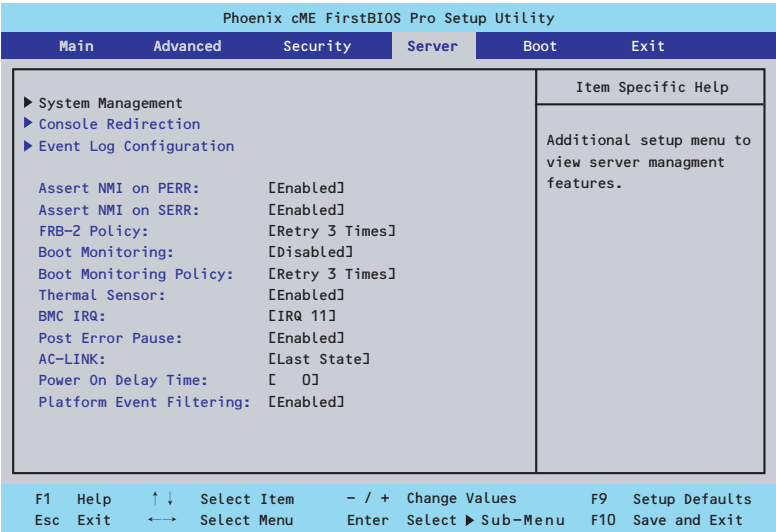 Phoenix cME FirstBIOS Pro Setup Utility
Main Advanced Security Server Boot Exit
System Management
Console Redirection
Event Log Configuration
Assert NMI on PERR: [Enabled]
Assert NMI on SERR: [Enabled]
FRB-2 Policy: [Retry 3 Times]
Boot Monitoring: [Disabled]
Boot Monitoring Policy: [Retry 3 Times]
Thermal Sensor: [Enabled]
BMC IRQ: [IRQ 11]
Post Error Pause: [Enabled]
AC-LINK: [Last State]
Power On Delay Time: [ 0]
Platform Event Filtering: [Enabled]
Item Specific Help
Additional setup menu to
view server managment
features.
F1 Help ↑↓ Select Item - / + Change Values F9 Setup Defaults
Esc Exit ←→ Select Menu Enter Select ▶ Sub-Menu F10 Save and Exit